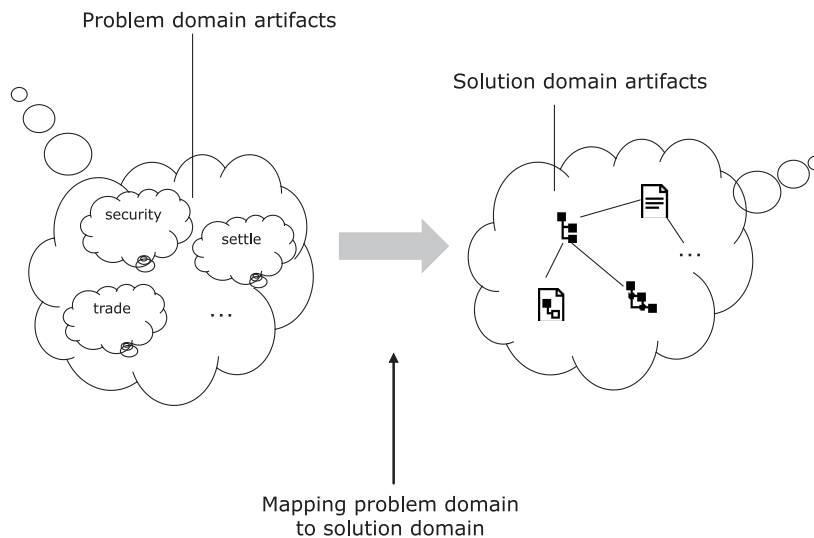 Problem domain artifacts
Solution domain artifacts
security
settle
trade
...
...
Mapping problem domain
to solution domain